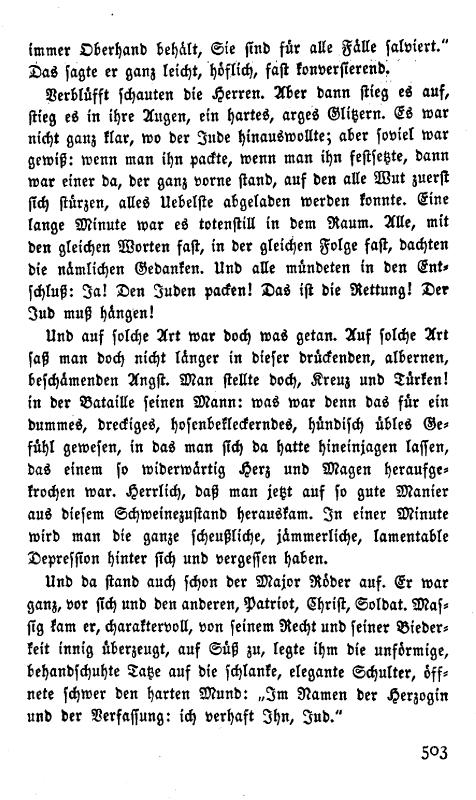 immer Oberhand behält, Sie sind für alle Fälle salviert.“
Das sagte er ganz leicht, höflich, fast konversierend.
Verblüfft schauten die Herren. Aber dann stieg es auf,
stieg es in ihre Augen, ein hartes, arges Glitzern. Es war
nicht ganz klar, wo der Jude hinauswollte; aber soviel war
gewiß: wenn man ihn packte, wenn man ihn festsetzte, dann
war einer da, der ganz vorne stand, auf den alle Wut zuerst
sich stürzen, alles Uebelste abgeladen werden konnte. Eine
lange Minute war es totenstill in dem Raum. Alle, mit
den gleichen Worten fast, in der gleichen Folge fast, dachten
die nämlichen Gedanken. Und alle mündeten in den Ent-
schluß: Ja! Den Juden packen! Das ist die Rettung! Der
Jud muß hängen!
Und auf solche Art war doch was getan. Auf solche Art
saß man doch nicht länger in dieser drückenden, albernen,
beschämenden Angst. Man stellte doch, Kreuz und Türken!
in der Bataille seinen Mann: was war denn das für ein
dummes, dreckiges, hosenbekleckerndes, hündisch übles Ge-
fühl gewesen, in das man sich da hatte hineinjagen lassen,
das einem so widerwärtig Herz und Magen heraufge-
krochen war. Herrlich, daß man jetzt auf so gute Manier
aus diesem Schweinezustand herauskam. In einer Minute
wird man die ganze scheußliche, jämmerliche, lamentable
Depression hinter sich und vergessen haben.
Und da stand auch schon der Major Röder auf. Er war
ganz, vor sich und den anderen, Patriot, Christ, Soldat. Mas-
sig kam er, charaktervoll, von seinem Recht und seiner Bieder-
keit innig überzeugt, auf Süß zu, legte ihm die unförmige,
behandschuhte Tatze auf die schlanke, elegante Schulter, öff-
nete schwer den harten Mund: „Im Namen der Herzogin
und der Verfassung: ich verhaft Ihn, Jud.“
503